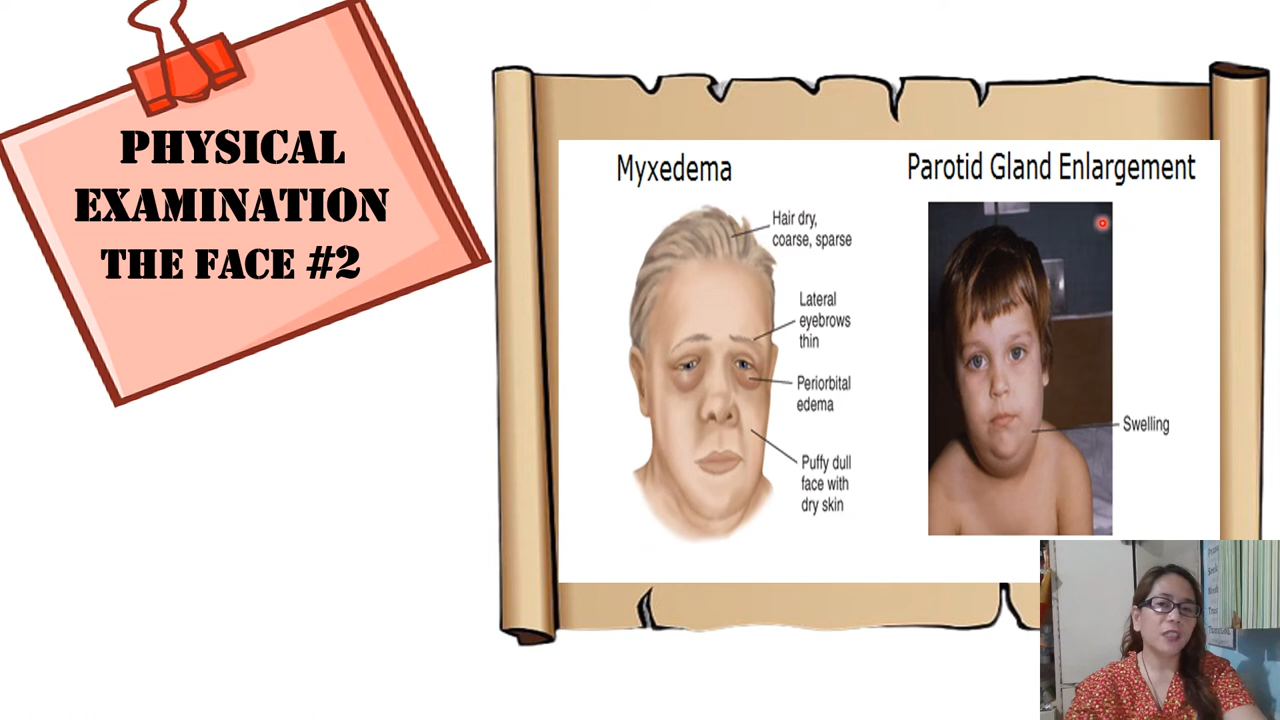 PHYSICAL
EXAMINATION
THE FACE #2
Myxedema
Hair dry,
coarse, sparse
Lateral
eyebrows
thin
Periorbital
edema
Puffy dull
face with
dry skin
Parotid Gland Enlargement
Swelling